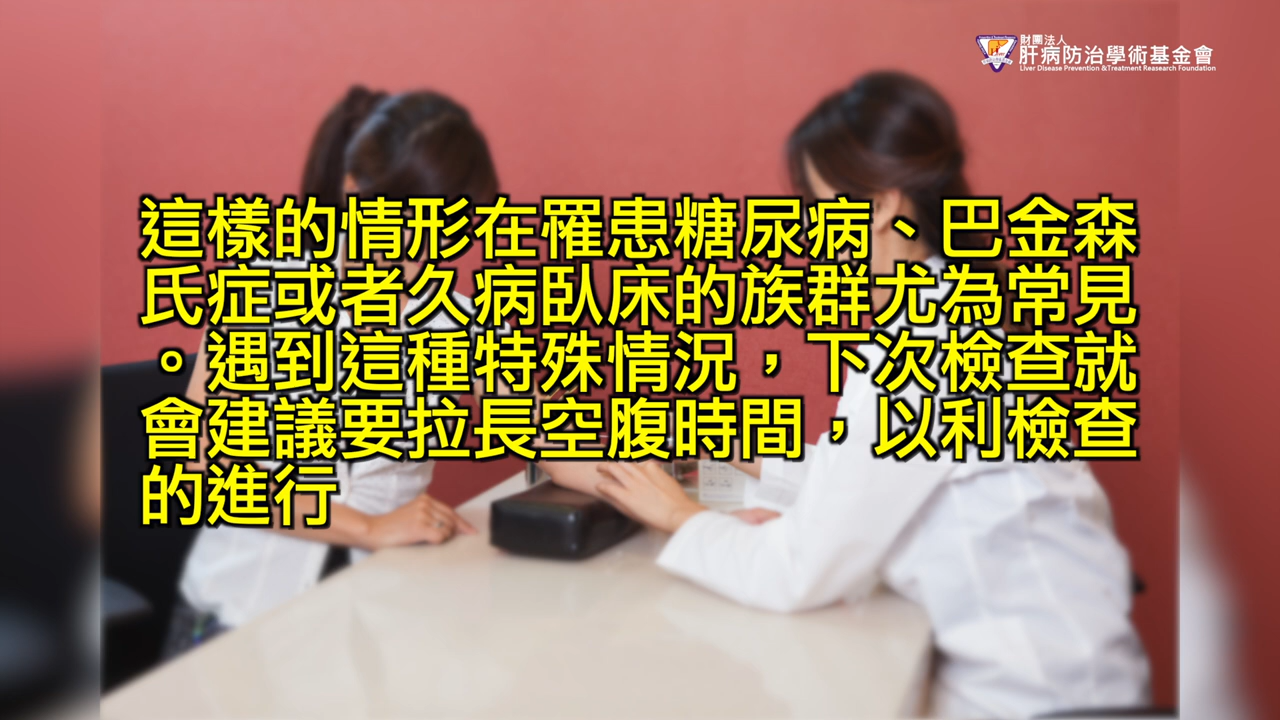 財團法人
肝病防治學術基金會
Liver Disease Prevention &Treatment Reasearch Foundation
這樣的情形在罹患糖尿病、巴金森
氏症或者久病臥床的族群尤為常見
。遇到這種特殊情況，下次檢查就
會建議要拉長空腹時間，以利檢查
的進行